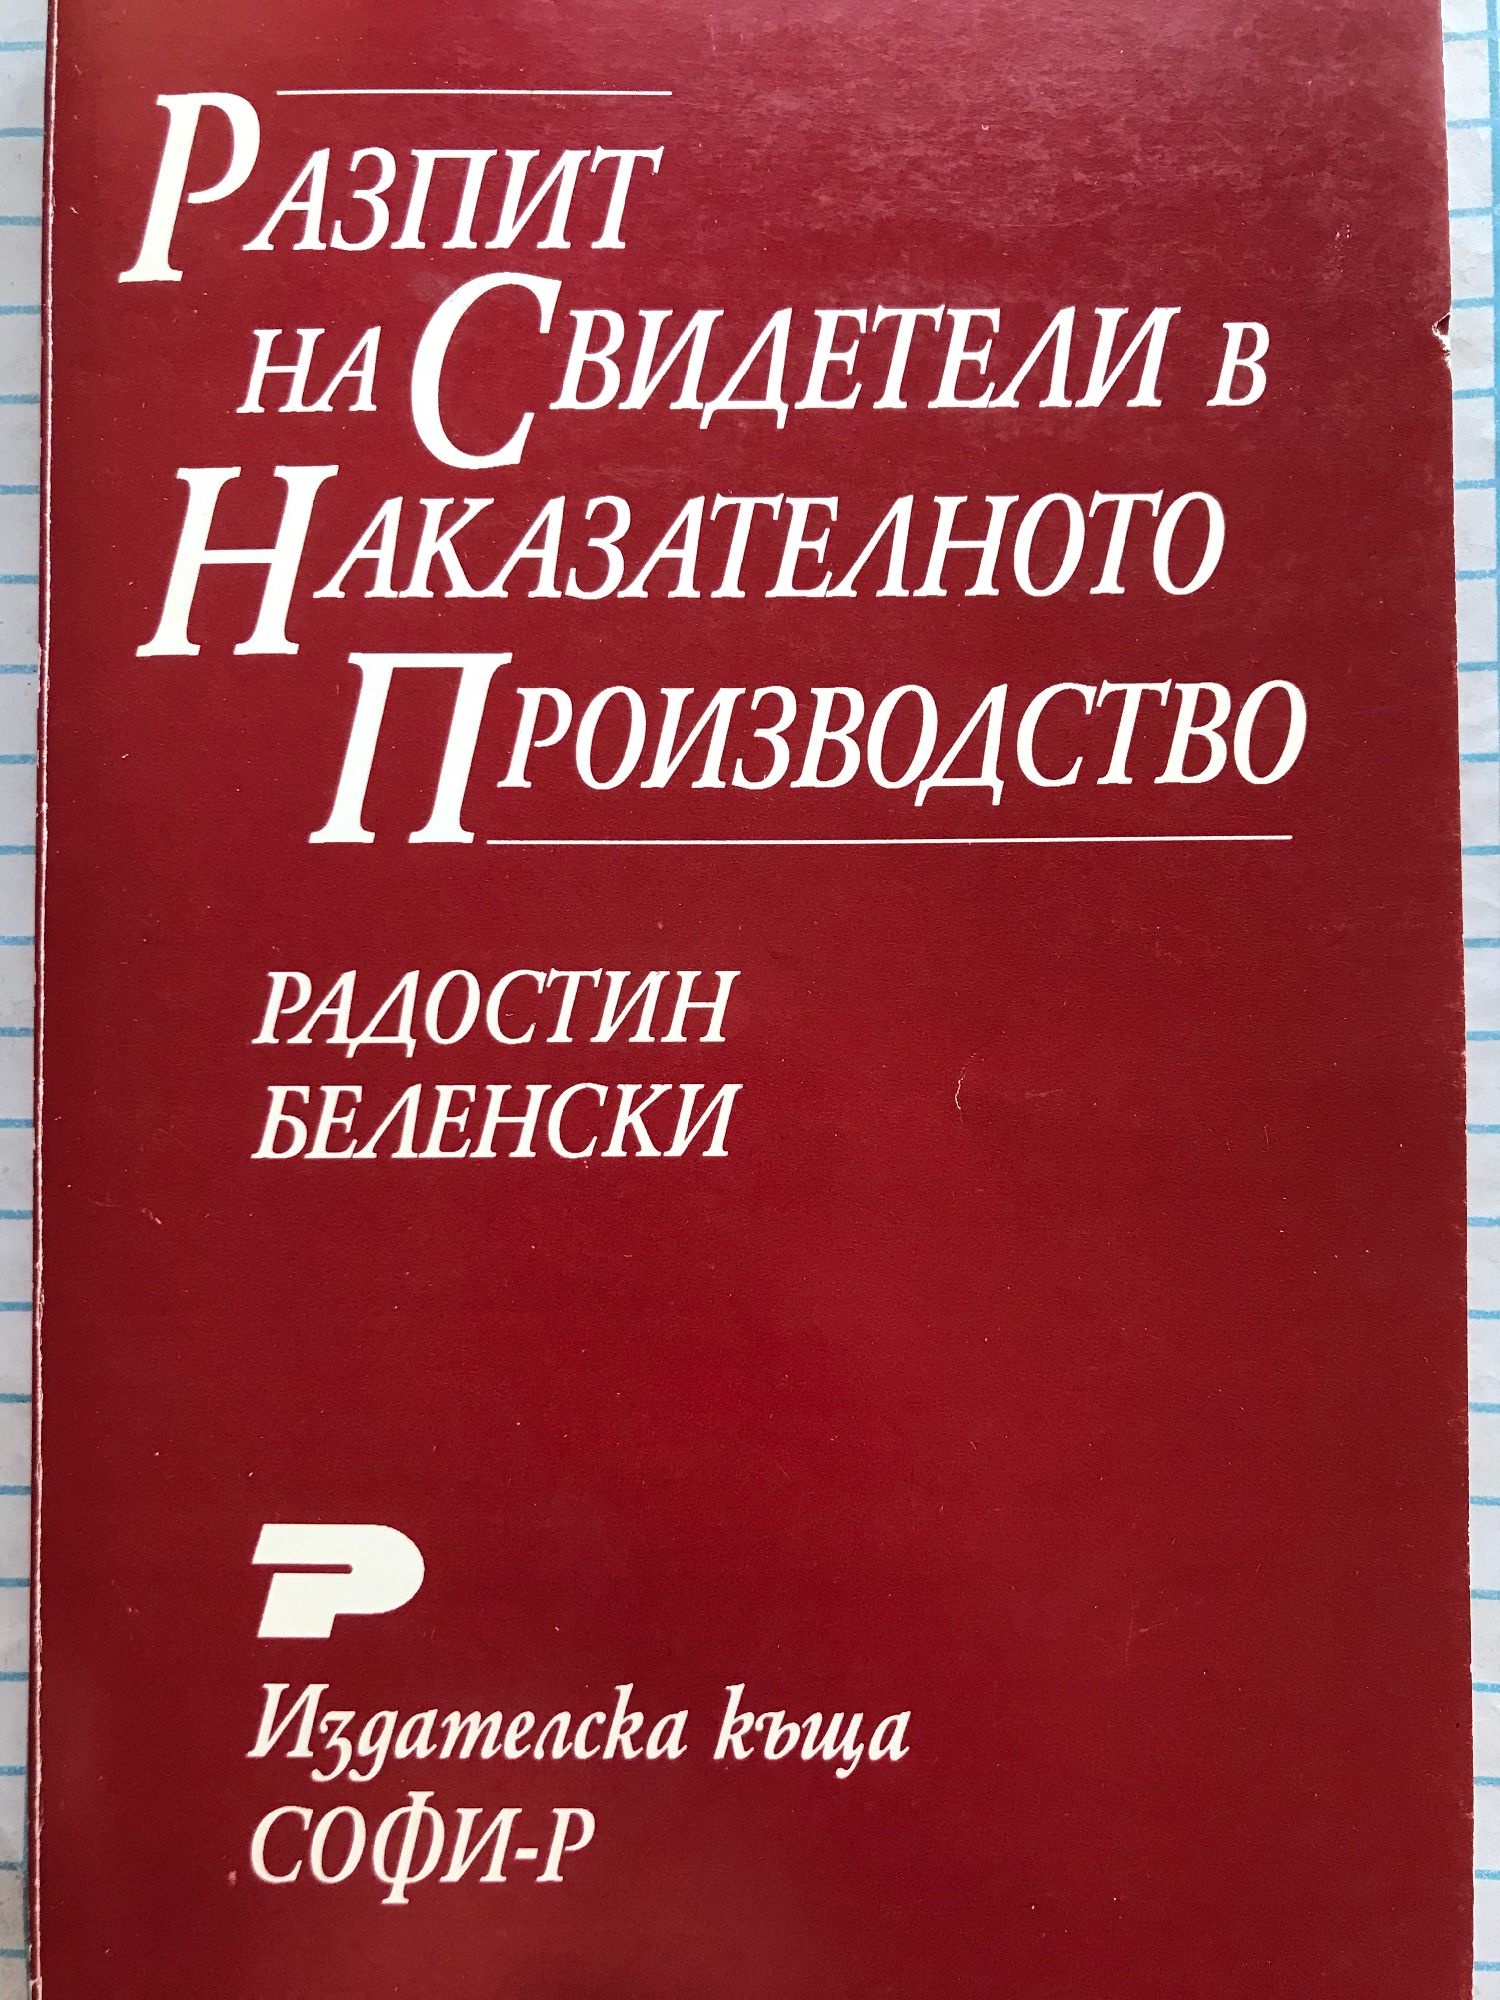 РАЗПИТ
НА СВИДЕТЕЛИ В
НАКАЗАТЕЛНОТО
ПРОИЗВОДСТВО
РАДОСТИН
БЕЛЕНСКИ
Р
Издателска къща
СОФИ-Р